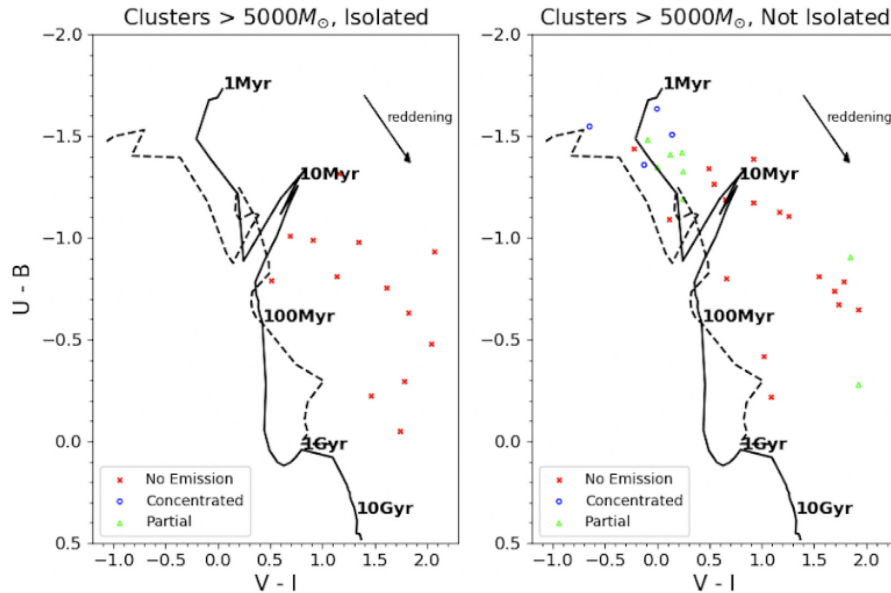 Clusters > 5000M⊙, Isolated
Clusters > 5000M⊙, Not Isolated
U - B
−2.0
−1.5
−1.0
−0.5
0.0
0.5
1Myr
reddening
10Myr
100Myr
1Gyr
10Gyr
No Emission
Concentrated
Partial
−1.0
−0.5
0.0
0.5
1.0
1.5
2.0
V - I
−2.0
−1.5
−1.0
−0.5
0.0
0.5
1Myr
reddening
10Myr
100Myr
1Gyr
10Gyr
No Emission
Concentrated
Partial
−1.0
−0.5
0.0
0.5
1.0
1.5
2.0
V - I